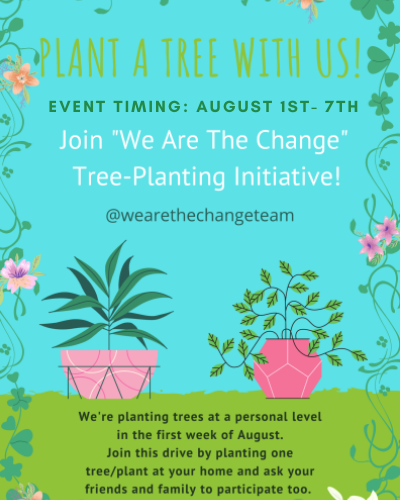 PLANT A TREE WITH US!
EVENT TIMING: AUGUST 1ST- 7TH
Join "We Are The Change"
Tree-Planting Initiative!
@wearethechangeteam
We're planting trees at a personal level
in the first week of August.
Join this drive by planting one
tree/plant at your home and ask your
friends and family to participate too.